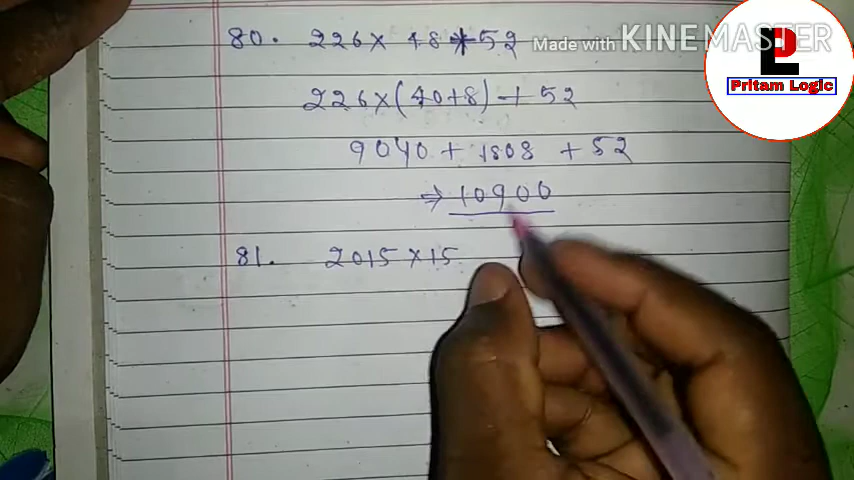 80. 226 × 48 + 52
Made with KINEMASTER
Pritam Logic
226 × (40+8) + 52
9040 + 1808 + 52
⇒ 10900
81. 2015 × 15